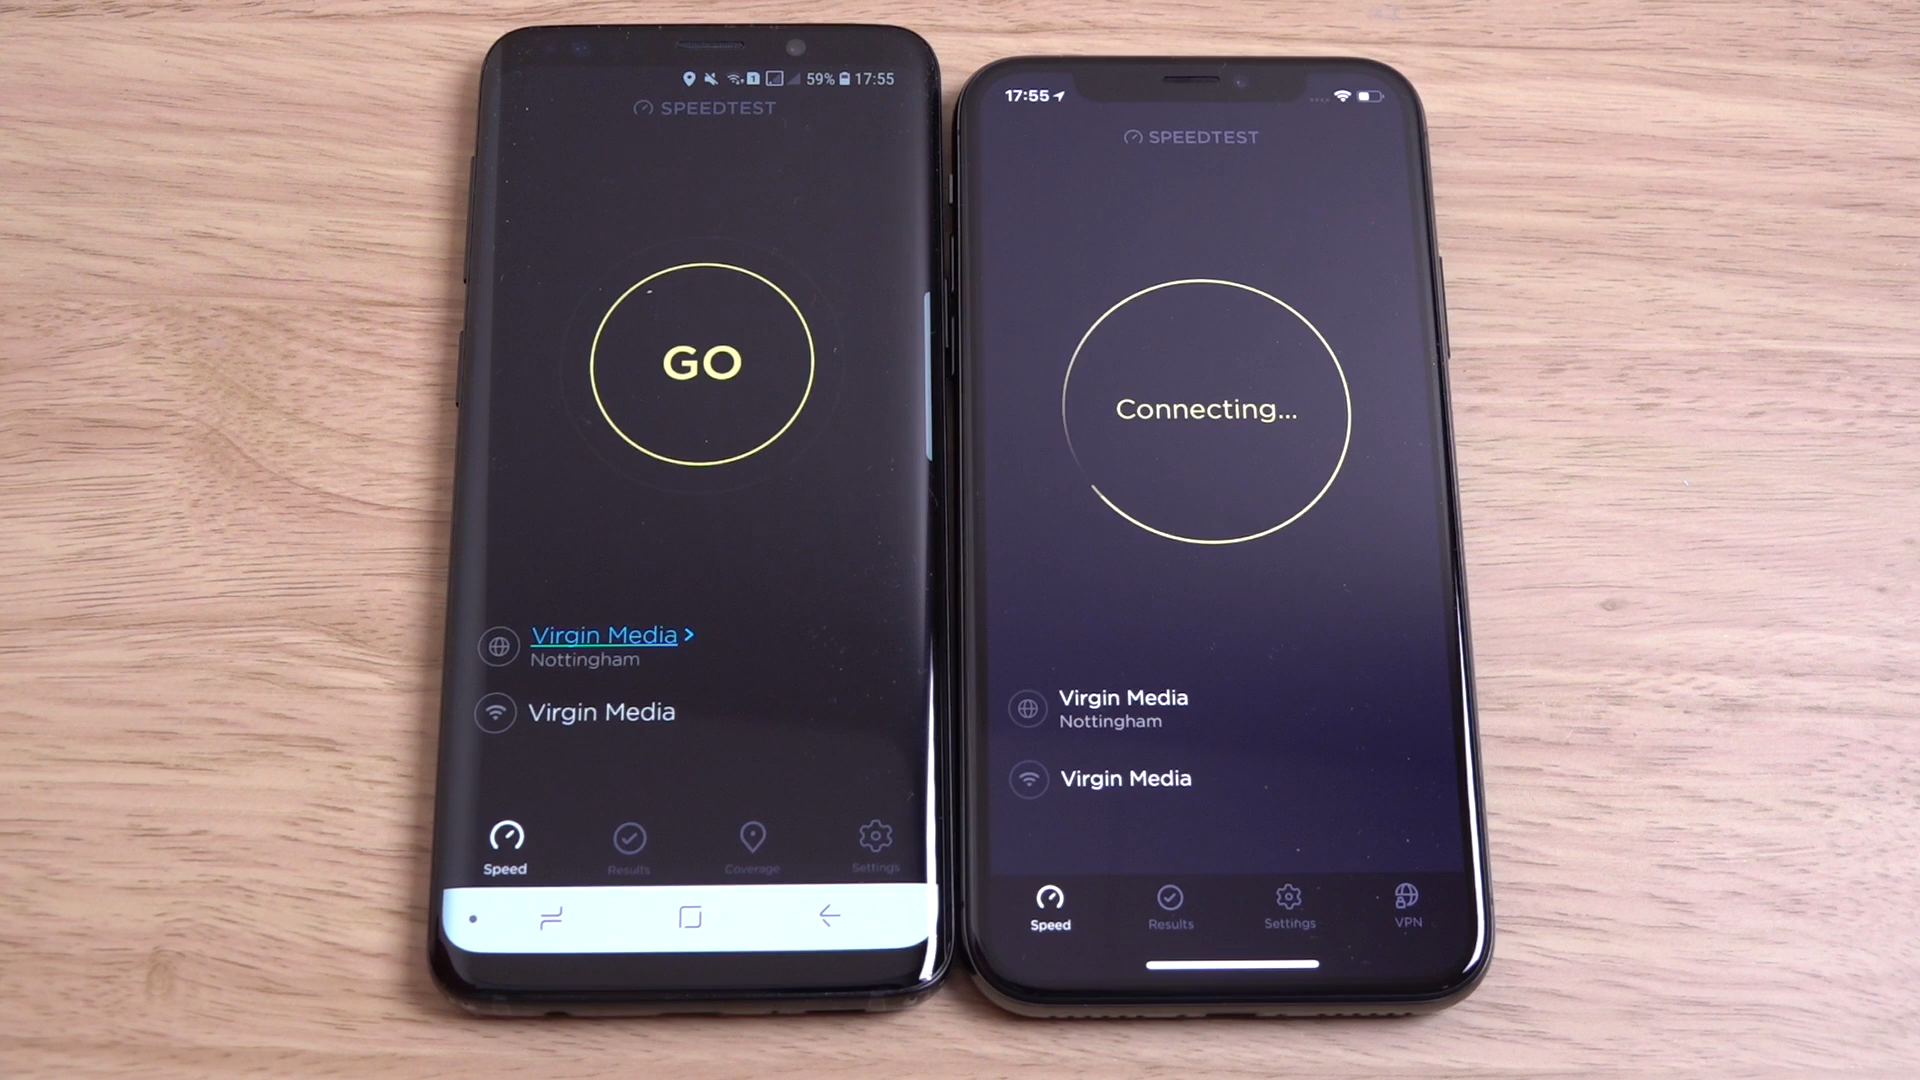 59% 17:55
SPEEDTEST
GO
Virgin Media >
Nottingham
Virgin Media
Speed
Results
Coverage
Settings
17:55
SPEEDTEST
Connecting...
Virgin Media
Nottingham
Virgin Media
Speed
Results
Settings
VPN